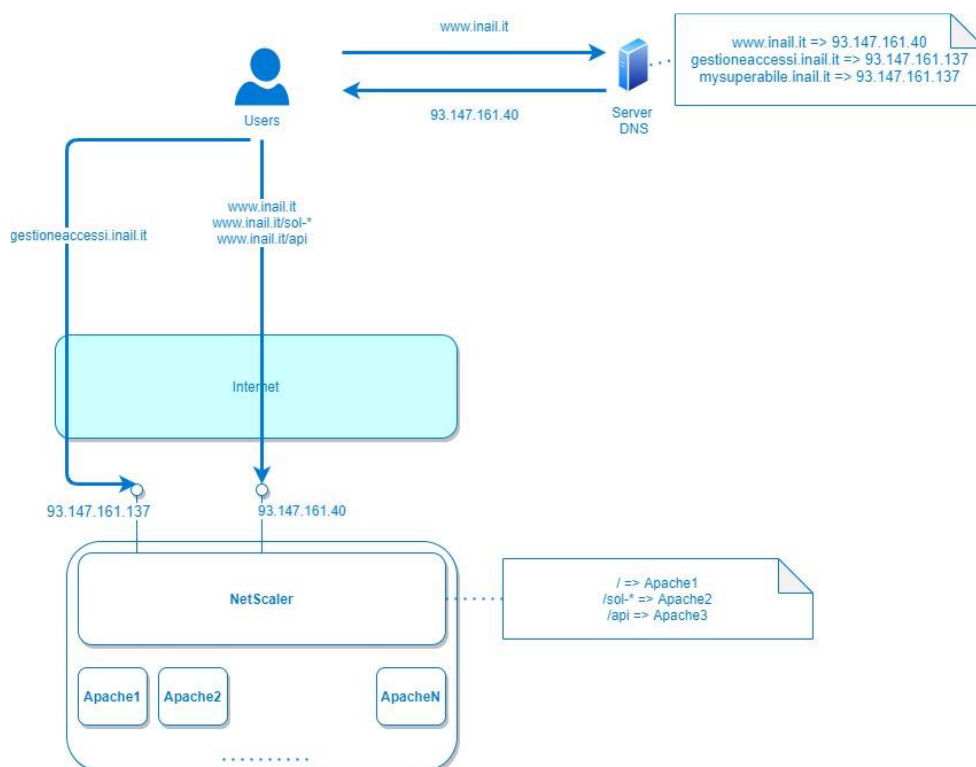 www.inail.it
www.inail.it => 93.147.161.40
gestioneaccessi.inail.it => 93.147.161.137
mysuperabile.inail.it => 93.147.161.137
93.147.161.40
Users
Server
DNS
www.inail.it
www.inail.it/sol-*
www.inail.it/api
gestioneaccessi.inail.it
Internet
93.147.161.137
93.147.161.40
NetScaler
/ => Apache1
/sol-* => Apache2
/api => Apache3
Apache1
Apache2
ApacheN